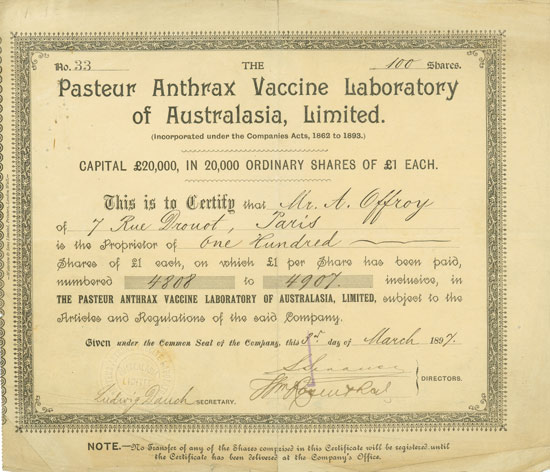 No. 33 THE 100 Shares.
Pasteur Anthrax Vaccine Laboratory
of Australasia, Limited.
(Incorporated under the Companies Acts, 1862 to 1893.)
CAPITAL £20,000, IN 20,000 ORDINARY SHARES OF £1 EACH.
This is to Certify that Mr. A. Offroy
of 7 Rue Drouot, Paris
is the Proprietor of One Hundred
Shares of £1 each, on which £1 per Share has been paid,
numbered 4808 to 4907 inclusive, in
THE PASTEUR ANTHRAX VACCINE LABORATORY OF AUSTRALASIA, LIMITED, subject to the
Articles and Regulations of the said Company.
Given under the Common Seal of the Company, this 3rd day of March 1897.
DIRECTORS.
Ludwig Dauch SECRETARY.
NOTE.—No Transfer of any of the Shares comprised in this Certificate will be registered until
the Certificate has been delivered at the Company's Office.